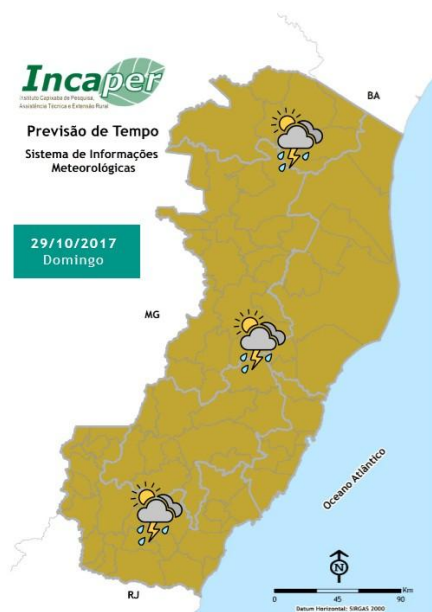 Incaper
Instituto Capixaba de Pesquisa,
Assistência Técnica e Extensão Rural
Previsão de Tempo
Sistema de Informações
Meteorológicas
29/10/2017
Domingo
BA
MG
RJ
Oceano Atlântico
N
Km
0 45 90
Datum Horizontal: SIRGAS 2000